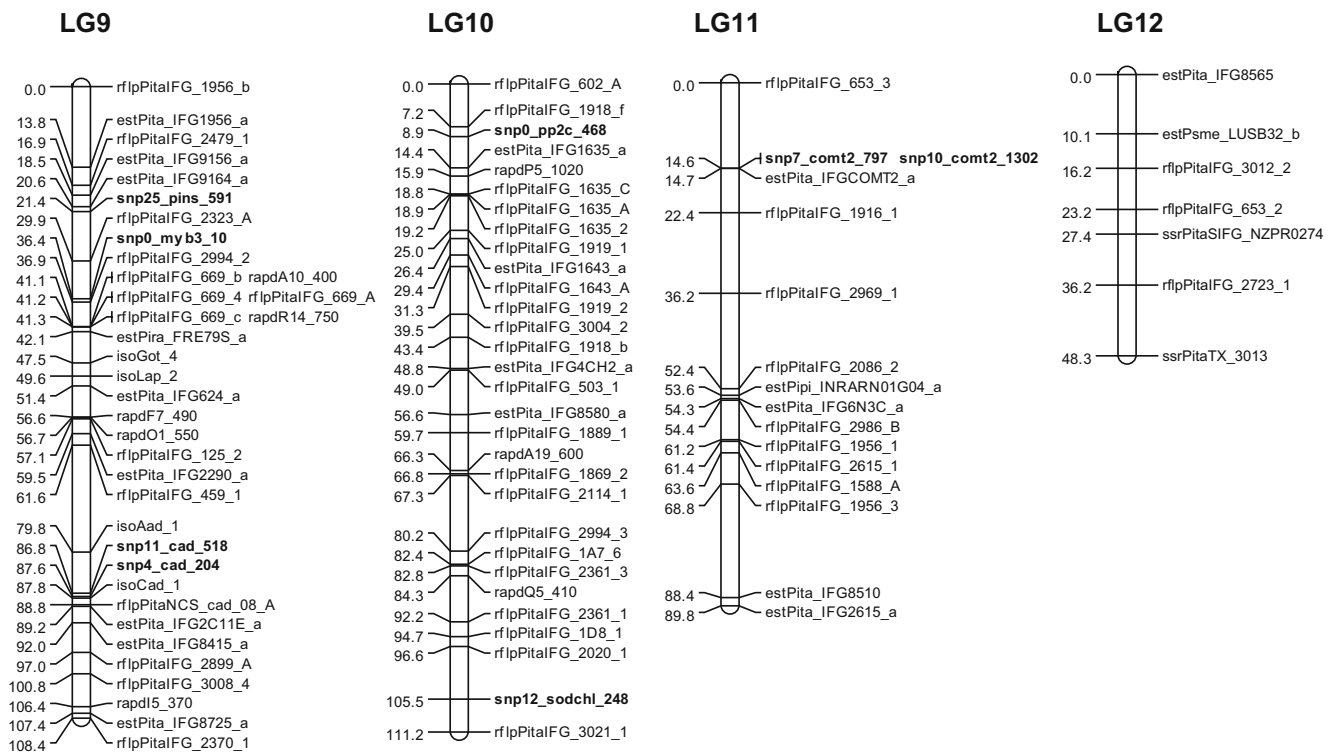 LG9
0.0 rflpPitaIFG_1956_b
13.8 estPita_IFG1956_a
16.9 rflpPitaIFG_2479_1
18.5 estPita_IFG9156_a
20.6 estPita_IFG9164_a
21.4 snp25_pins_591
29.9 rflpPitaIFG_2323_A
36.4 snp0_myb3_10
36.9 rflpPitaIFG_2994_2
41.1 rflpPitaIFG_669_b rapdA10_400
41.2 rflpPitaIFG_669_4 rflpPitaIFG_669_A
41.3 rflpPitaIFG_669_c rapdR14_750
42.1 estPira_FRE79S_a
47.5 isoGot_4
49.6 isoLap_2
51.4 estPita_IFG624_a
56.6 rapdF7_490
56.7 rapdO1_550
57.1 rflpPitaIFG_125_2
59.5 estPita_IFG2290_a
61.6 rflpPitaIFG_459_1
79.8 isoAad_1
86.8 snp11_cad_518
87.6 snp4_cad_204
87.8 isoCad_1
88.8 rflpPitaNCS_cad_08_A
89.2 estPita_IFG2C11E_a
92.0 estPita_IFG8415_a
97.0 rflpPitaIFG_2899_A
100.8 rflpPitaIFG_3008_4
106.4 rapdI5_370
107.4 estPita_IFG8725_a
108.4 rflpPitaIFG_2370_1
LG10
0.0 rflpPitaIFG_602_A
7.2 rflpPitaIFG_1918_f
8.9 snp0_pp2c_468
14.4 estPita_IFG1635_a
15.9 rapdP5_1020
18.8 rflpPitaIFG_1635_C
18.9 rflpPitaIFG_1635_A
19.2 rflpPitaIFG_1635_2
25.0 rflpPitaIFG_1919_1
26.4 estPita_IFG1643_a
29.4 rflpPitaIFG_1643_A
31.3 rflpPitaIFG_1919_2
39.5 rflpPitaIFG_3004_2
43.4 rflpPitaIFG_1918_b
48.8 estPita_IFG4CH2_a
49.0 rflpPitaIFG_503_1
56.6 estPita_IFG8580_a
59.7 rflpPitaIFG_1889_1
66.3 rapdA19_600
66.8 rflpPitaIFG_1869_2
67.3 rflpPitaIFG_2114_1
80.2 rflpPitaIFG_2994_3
82.4 rflpPitaIFG_1A7_6
82.8 rflpPitaIFG_2361_3
84.3 rapdQ5_410
92.2 rflpPitaIFG_2361_1
94.7 rflpPitaIFG_1D8_1
96.6 rflpPitaIFG_2020_1
105.5 snp12_sodchl_248
111.2 rflpPitaIFG_3021_1
LG11
0.0 rflpPitaIFG_653_3
14.6 snp7_comt2_797 snp10_comt2_1302
14.7 estPita_IFGCOMT2_a
22.4 rflpPitaIFG_1916_1
36.2 rflpPitaIFG_2969_1
52.4 rflpPitaIFG_2086_2
53.6 estPipi_INRARN01G04_a
54.3 estPita_IFG6N3C_a
54.4 rflpPitaIFG_2986_B
61.2 rflpPitaIFG_1956_1
61.4 rflpPitaIFG_2615_1
63.6 rflpPitaIFG_1588_A
68.8 rflpPitaIFG_1956_3
88.4 estPita_IFG8510
89.8 estPita_IFG2615_a
LG12
0.0 estPita_IFG8565
10.1 estPsme_LUSB32_b
16.2 rflpPitaIFG_3012_2
23.2 rflpPitaIFG_653_2
27.4 ssrPitaSIFG_NZPR0274
36.2 rflpPitaIFG_2723_1
48.3 ssrPitaTX_3013